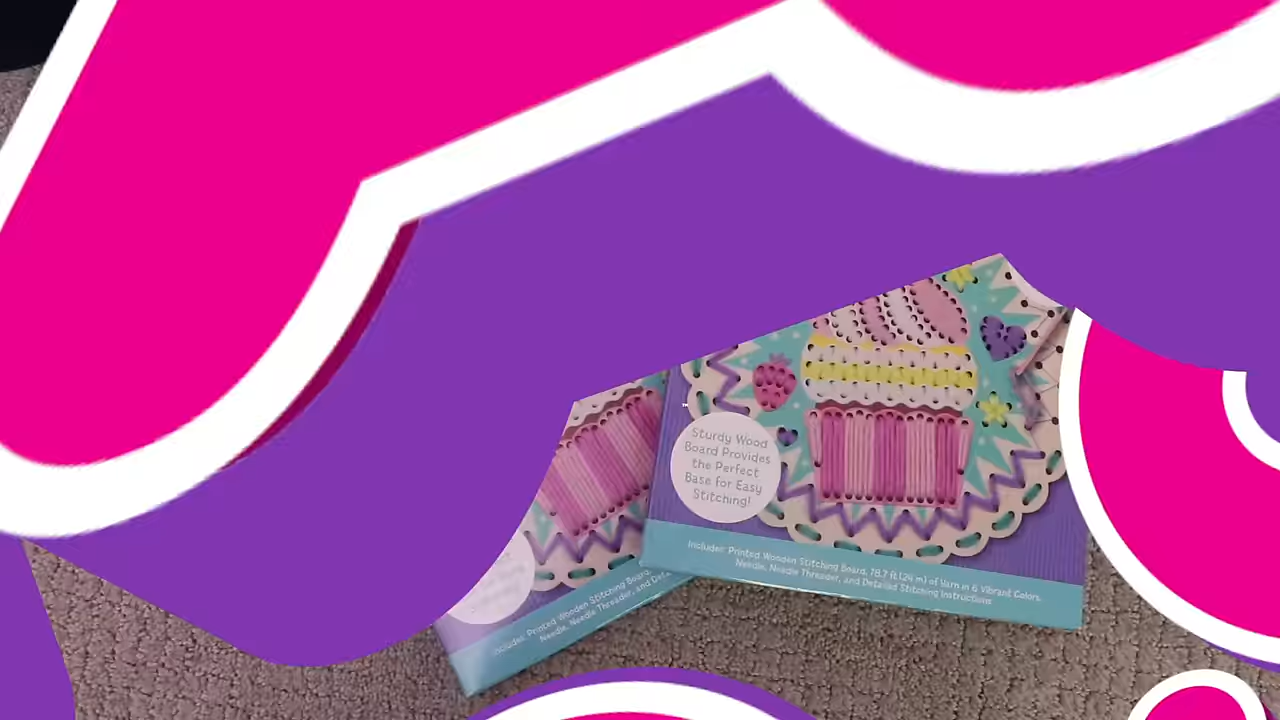 Sturdy Wood
Board Provides
the Perfect
Base for Easy
Stitching!
Includes: Printed Wooden Stitching Board, 78.7 ft (24 m) of Yarn in 6 Vibrant Colors,
Needle, Needle Threader, and Detailed Stitching Instructions
Includes: Printed Wooden Stitching Board,
Needle, Needle Threader, and